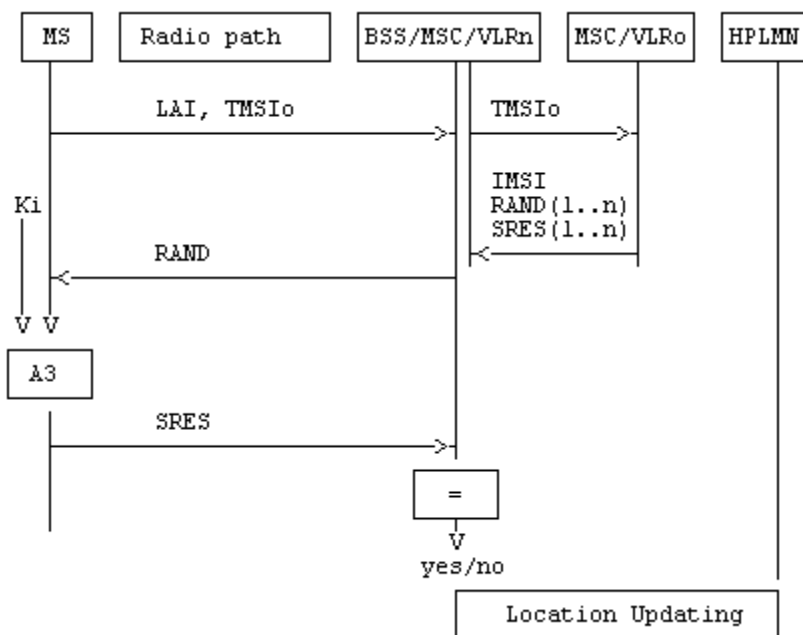 MS
Radio path
BSS/MSC/VLRn
MSC/VLRo
HPLMN
LAI, TMSIo
TMSIo
IMSI
Ki
RAND(1..n)
SRES(1..n)
RAND
V V
A3
SRES
=
V
yes/no
Location Updating